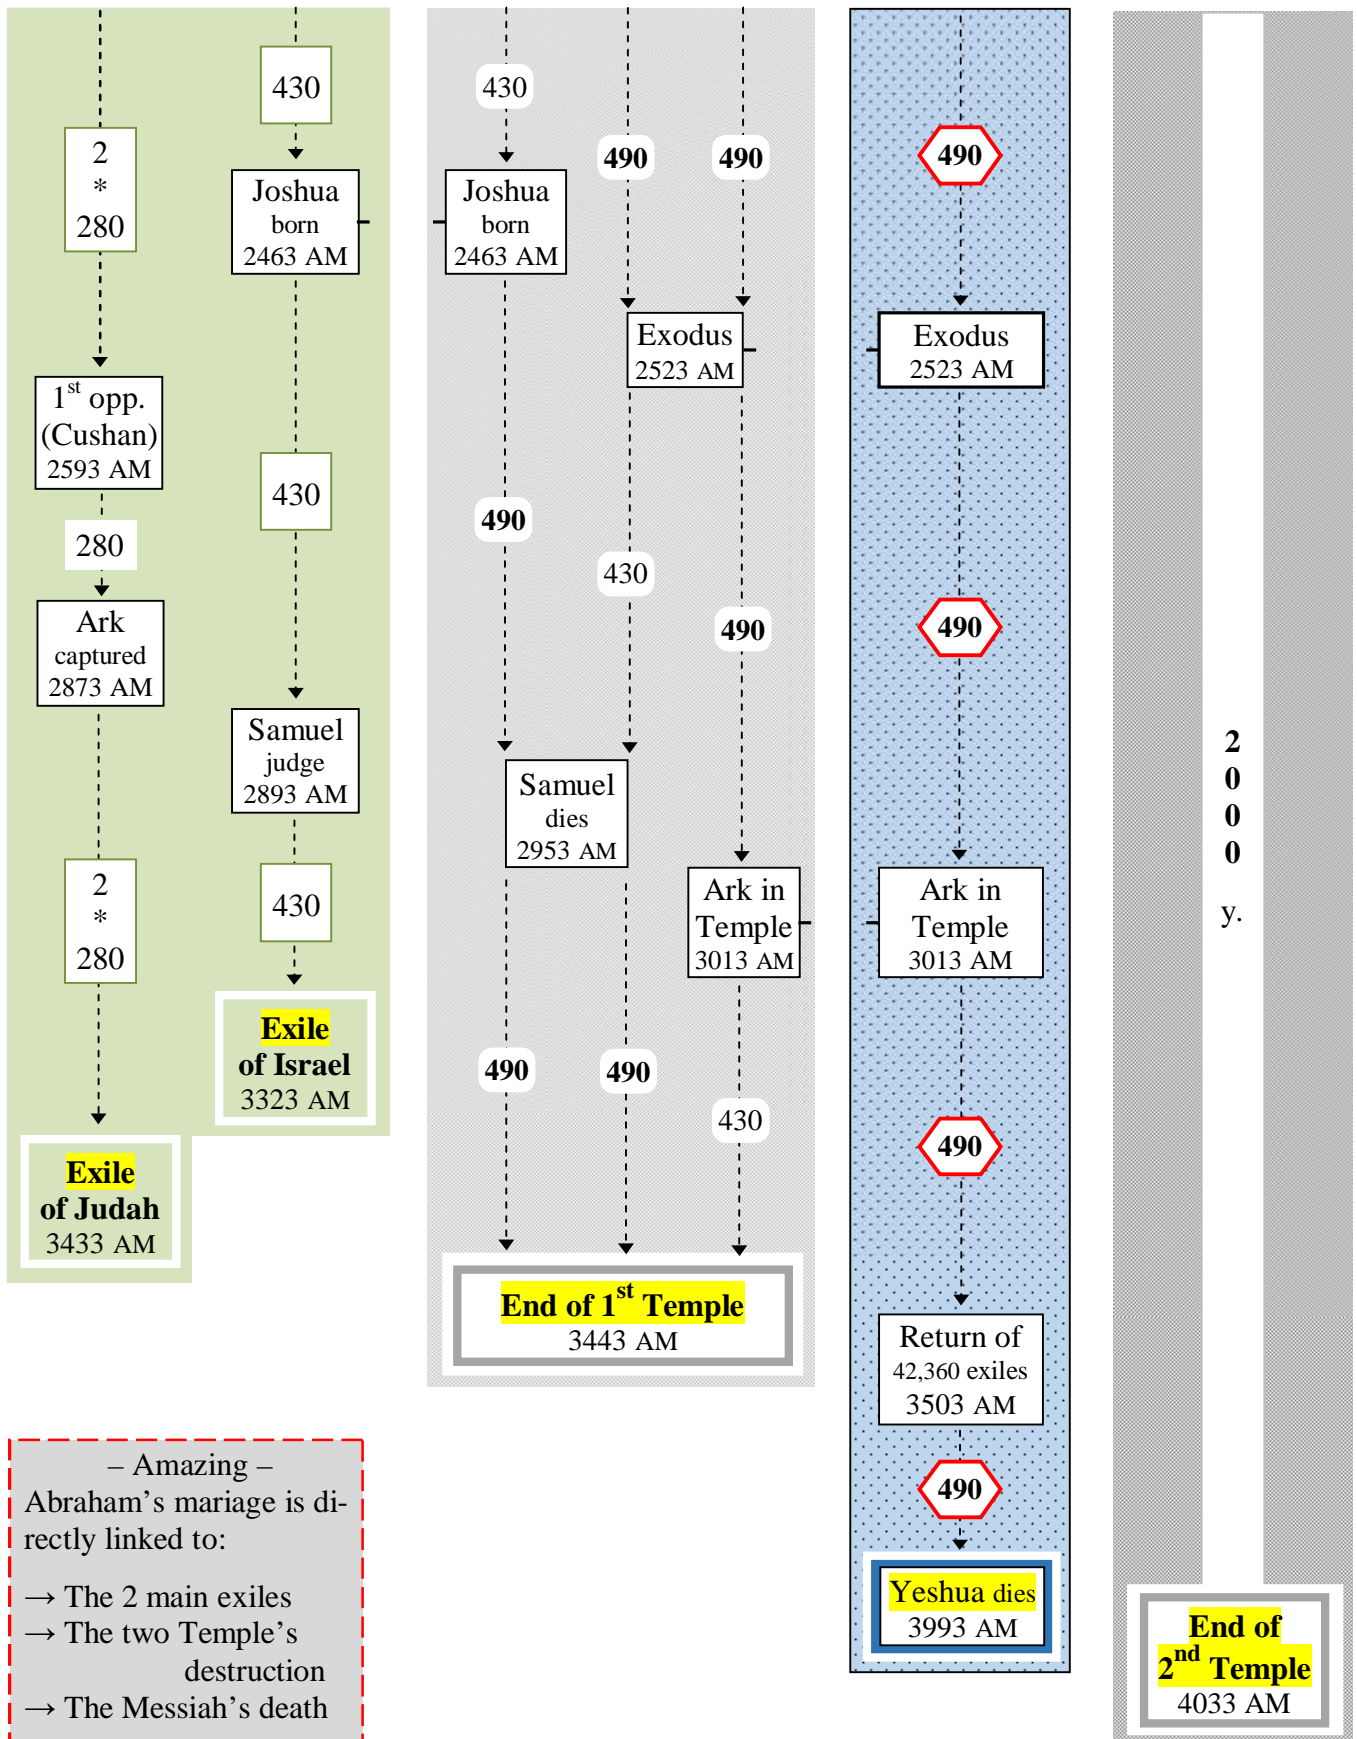 2
*
280
1st opp.
(Cushan)
2593 AM
280
Ark
captured
2873 AM
2
*
280
Exile
of Judah
3433 AM
430
Joshua
born
2463 AM
430
Samuel
judge
2893 AM
430
Exile
of Israel
3323 AM
430
Joshua
born
2463 AM
490
490
490
Exodus
2523 AM
430
490
Samuel
dies
2953 AM
Ark in
Temple
3013 AM
490
490
430
End of 1st Temple
3443 AM
490
Exodus
2523 AM
490
Ark in
Temple
3013 AM
490
Return of
42,360 exiles
3503 AM
490
Yeshua dies
3993 AM
2
0
0
0
y.
End of
2nd Temple
4033 AM
– Amazing –
Abraham's mariage is di-
rectly linked to:
→ The 2 main exiles
→ The two Temple's
destruction
→ The Messiah's death